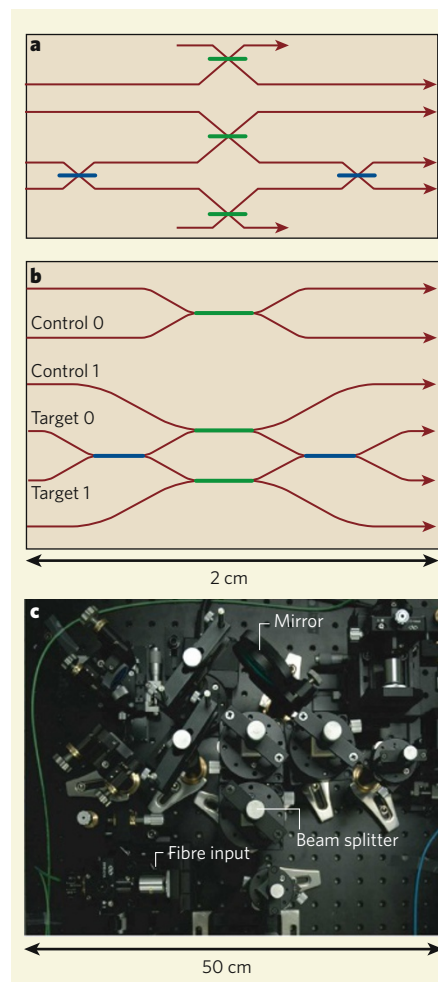 a
b
Control 0
Control 1
Target 0
Target 1
2 cm
c
Mirror
Beam splitter
Fibre input
50 cm